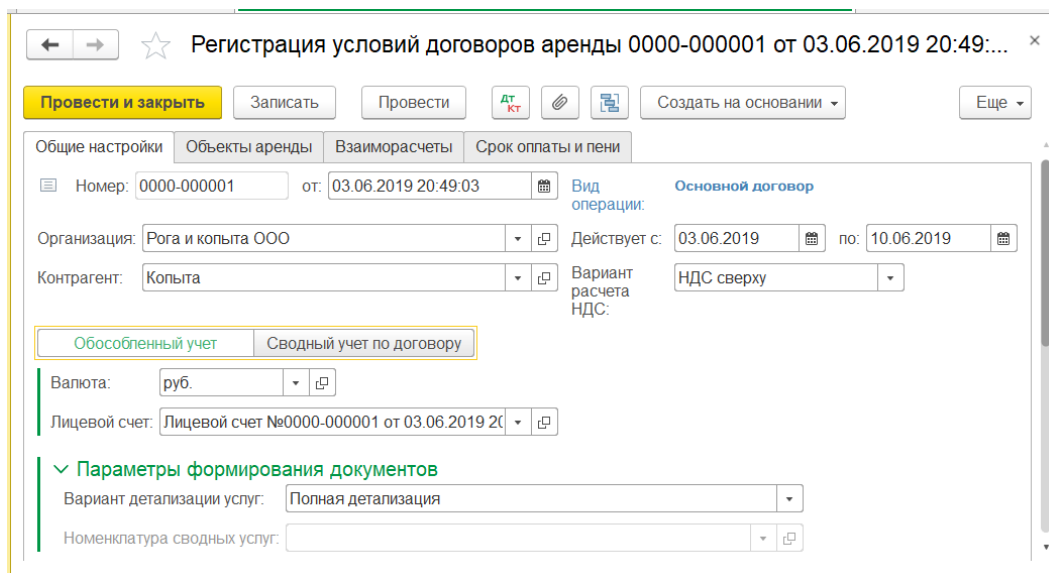 Регистрация условий договоров аренды 0000-000001 от 03.06.2019 20:49:...
Провести и закрыть Записать Провести Дт Кт Создать на основании Еще
Общие настройки Объекты аренды Взаиморасчеты Срок оплаты и пени
Номер: 0000-000001 от: 03.06.2019 20:49:03 Вид операции: Основной договор
Организация: Рога и копыта ООО Действует с: 03.06.2019 по: 10.06.2019
Контрагент: Копыта Вариант расчета НДС: НДС сверху
Обособленный учет Сводный учет по договору
Валюта: руб.
Лицевой счет: Лицевой счет №0000-000001 от 03.06.2019 20
Параметры формирования документов
Вариант детализации услуг: Полная детализация
Номенклатура сводных услуг: